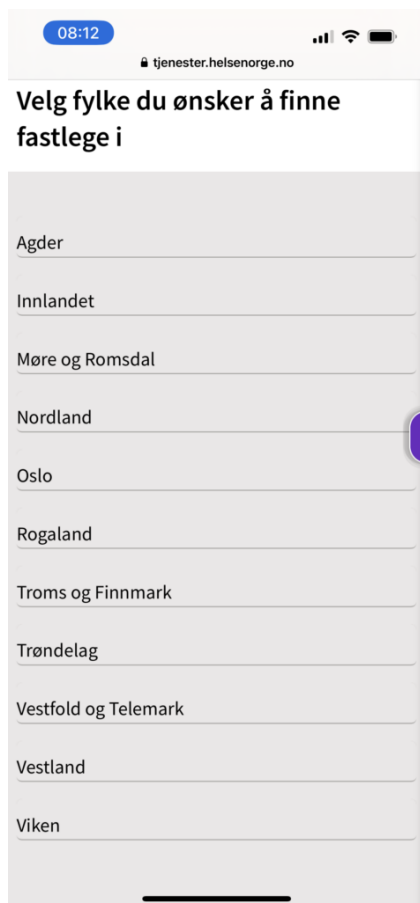 08:12
tjenester.helsenorge.no
Velg fylke du ønsker å finne
fastlege i
Agder
Innlandet
Møre og Romsdal
Nordland
Oslo
Rogaland
Troms og Finnmark
Trøndelag
Vestfold og Telemark
Vestland
Viken